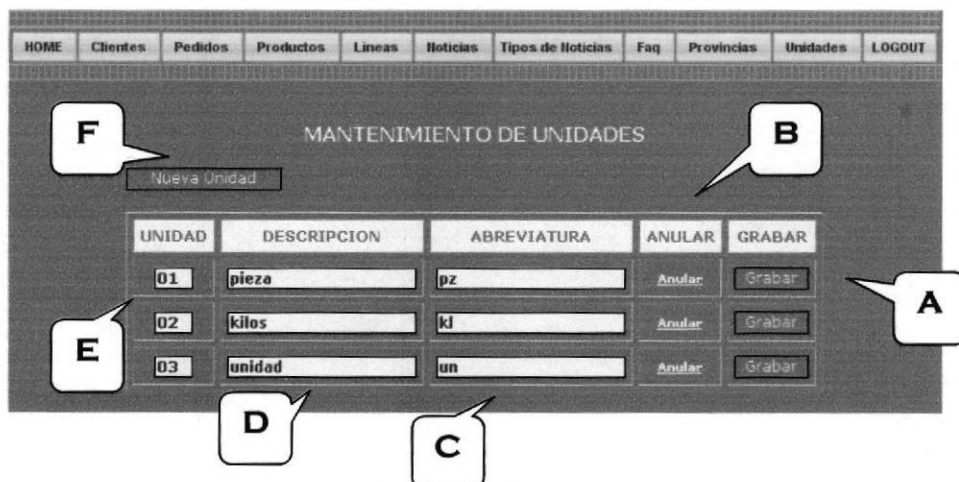 HOME Clientes Pedidos Productos Lineas Noticias Tipos de Noticias Faq Provincias Unidades LOGOUT
F
B
MANTENIMIENTO DE UNIDADES
Nueva Unidad
UNIDAD DESCRIPCION ABREVIATURA ANULAR GRABAR
01 pieza pz Anular Grabar
A
02 kilos kl Anular Grabar
E
03 unidad un Anular Grabar
D
C